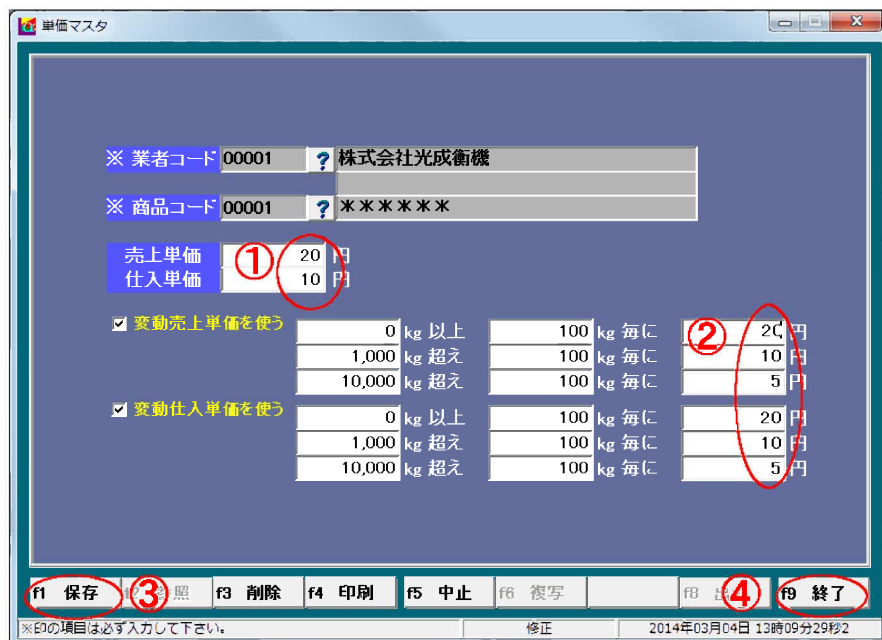 単価マスタ
※ 業者コード 00001 ? 株式会社光成衡機
※ 商品コード 00001 ? ******
売上単価 ① 20 円
仕入単価 10 円
変動売上単価を使う 0 kg 以上 100 kg 毎に ② 20 円
1,000 kg 超え 100 kg 毎に 10 円
10,000 kg 超え 100 kg 毎に 5 円
変動仕入単価を使う 0 kg 以上 100 kg 毎に 20 円
1,000 kg 超え 100 kg 毎に 10 円
10,000 kg 超え 100 kg 毎に 5 円
f1 保存 ③ 照 f3 削除 f4 印刷 f5 中止 f6 複写 f8 ④ f9 終了
※印の項目は必ず入力して下さい。 修正 2014年03月04日 13時09分29秒2